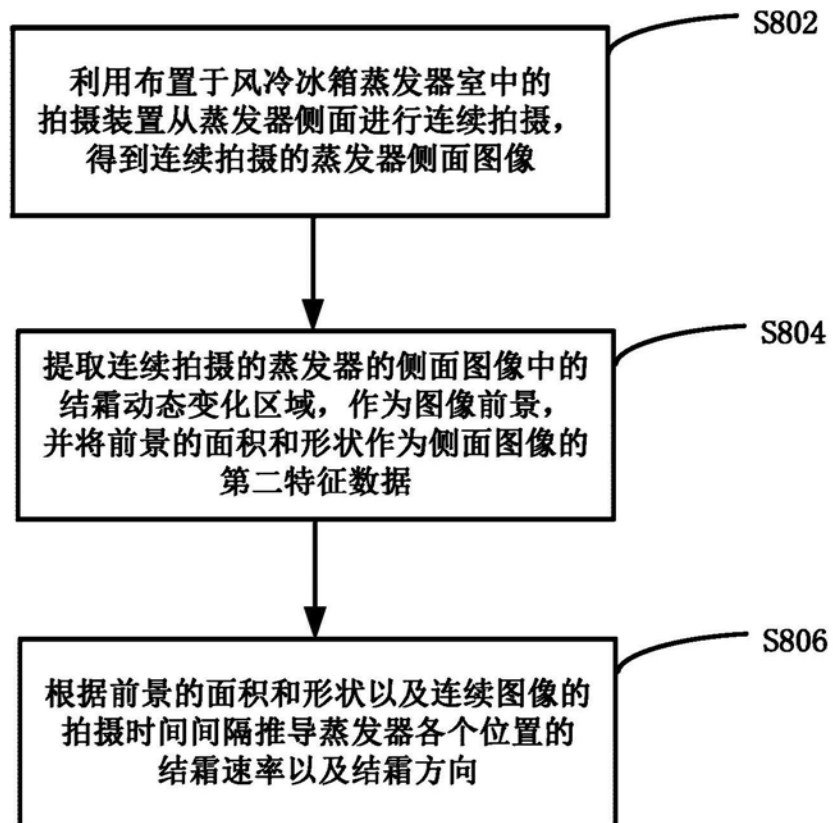 S802
利用布置于风冷冰箱蒸发器室中的
拍摄装置从蒸发器侧面进行连续拍摄，
得到连续拍摄的蒸发器侧面图像
S804
提取连续拍摄的蒸发器的侧面图像中的
结霜动态变化区域，作为图像前景，
并将前景的面积和形状作为侧面图像的
第二特征数据
S806
根据前景的面积和形状以及连续图像的
拍摄时间间隔推导蒸发器各个位置的
结霜速率以及结霜方向